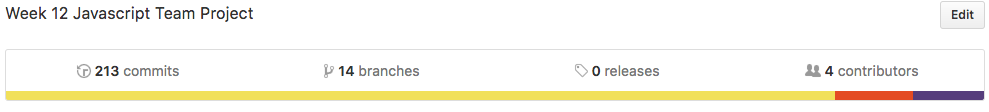 Week 12 Javascript Team Project Edit
213 commits 14 branches 0 releases 4 contributors